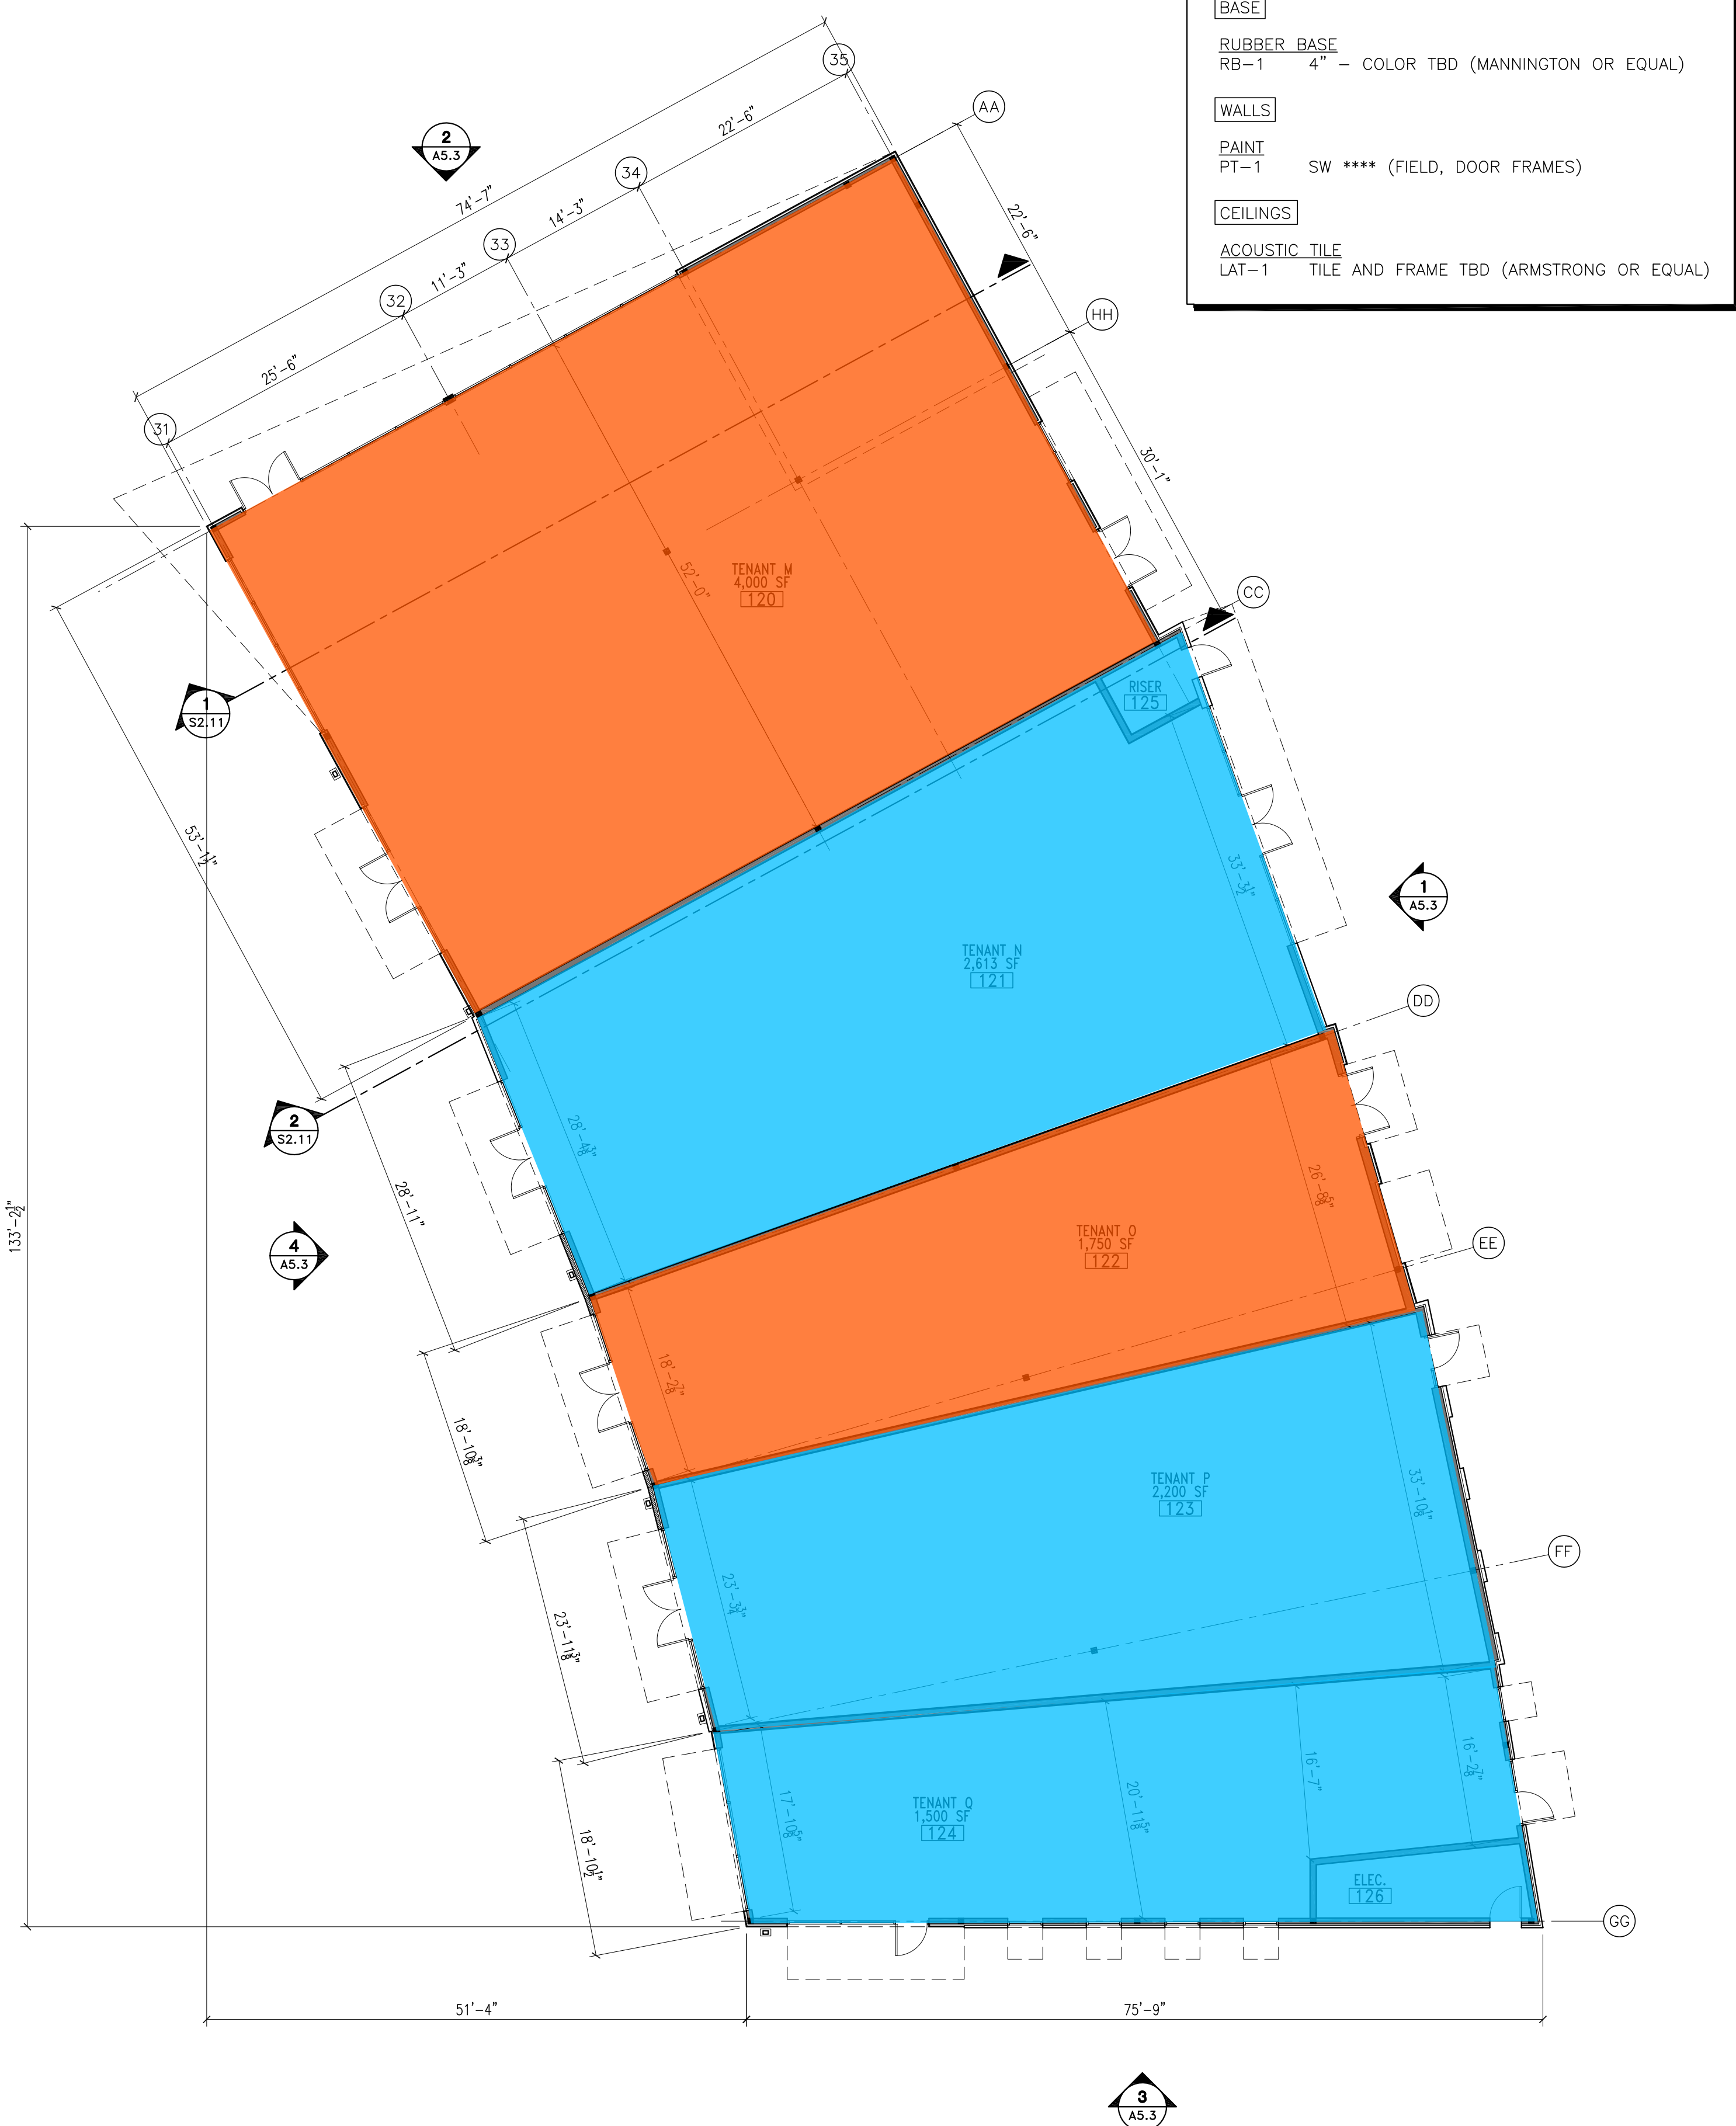 BASE
RUBBER BASE
RB-1 4" - COLOR TBD (MANNINGTON OR EQUAL)
WALLS
PAINT
PT-1 SW **** (FIELD, DOOR FRAMES)
CEILINGS
ACOUSTIC TILE
LAT-1 TILE AND FRAME TBD (ARMSTRONG OR EQUAL)
35
AA
22'-6"
2
A5.3
34
74'-7"
14'-3"
22'-6"
33
11'-3"
32
HH
25'-6"
31
30'-1"
TENANT M
4,000 SF
120
52'-0"
CC
RISER
125
1
S2.11
53'-1½"
33'-3½"
1
A5.3
TENANT N
2,613 SF
121
DD
2
S2.11
28'-4⅜"
28'-11"
26'-8⅝"
133'-2½"
4
A5.3
TENANT O
1,750 SF
122
EE
18'-2⅞"
18'-10⅜"
TENANT P
2,200 SF
123
33'-10⅛"
FF
23'-3¾"
23'-11⅜"
16'-7"
16'-2⅞"
17'-10⅝"
20'-11⅝"
TENANT Q
1,500 SF
124
18'-10½"
ELEC.
126
GG
51'-4"
75'-9"
3
A5.3